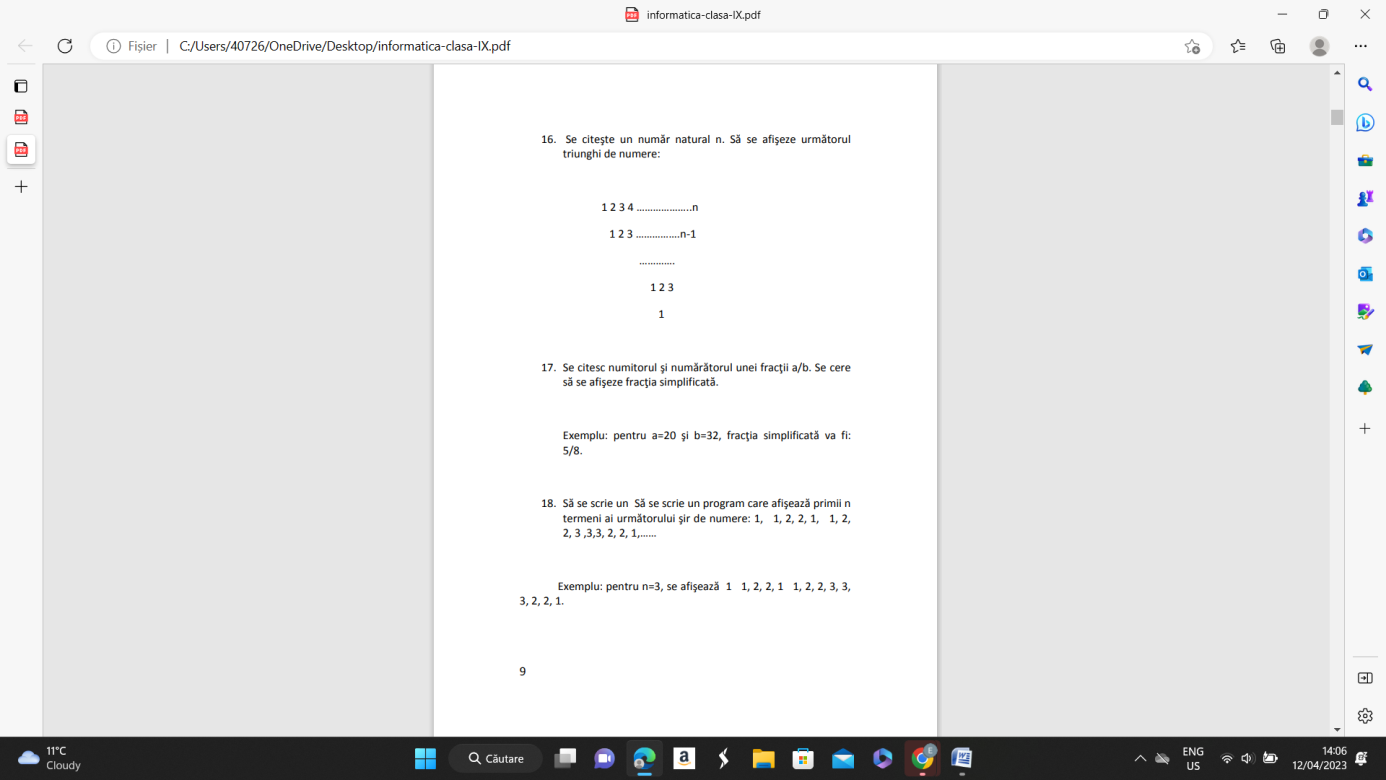 informatica-clasa-IX.pdf
Fișier | C:/Users/40726/OneDrive/Desktop/informatica-clasa-IX.pdf
16. Se citeşte un număr natural n. Să se afişeze următorul
triunghi de numere:
1 2 3 4 ...................n
1 2 3 ................n-1
.............
1 2 3
1
17. Se citesc numitorul şi numărătorul unei fracţii a/b. Se cere
să se afişeze fracţia simplificată.
Exemplu: pentru a=20 şi b=32, fracţia simplificată va fi:
5/8.
18. Să se scrie un Să se scrie un program care afişează primii n
termeni ai următorului şir de numere: 1, 1, 2, 2, 1, 1, 2,
2, 3 ,3,3, 2, 2, 1,......
Exemplu: pentru n=3, se afişează 1 1, 2, 2, 1 1, 2, 2, 3, 3,
3, 2, 2, 1.
9
11°C
Cloudy
Căutare
ENG
US
14:06
12/04/2023